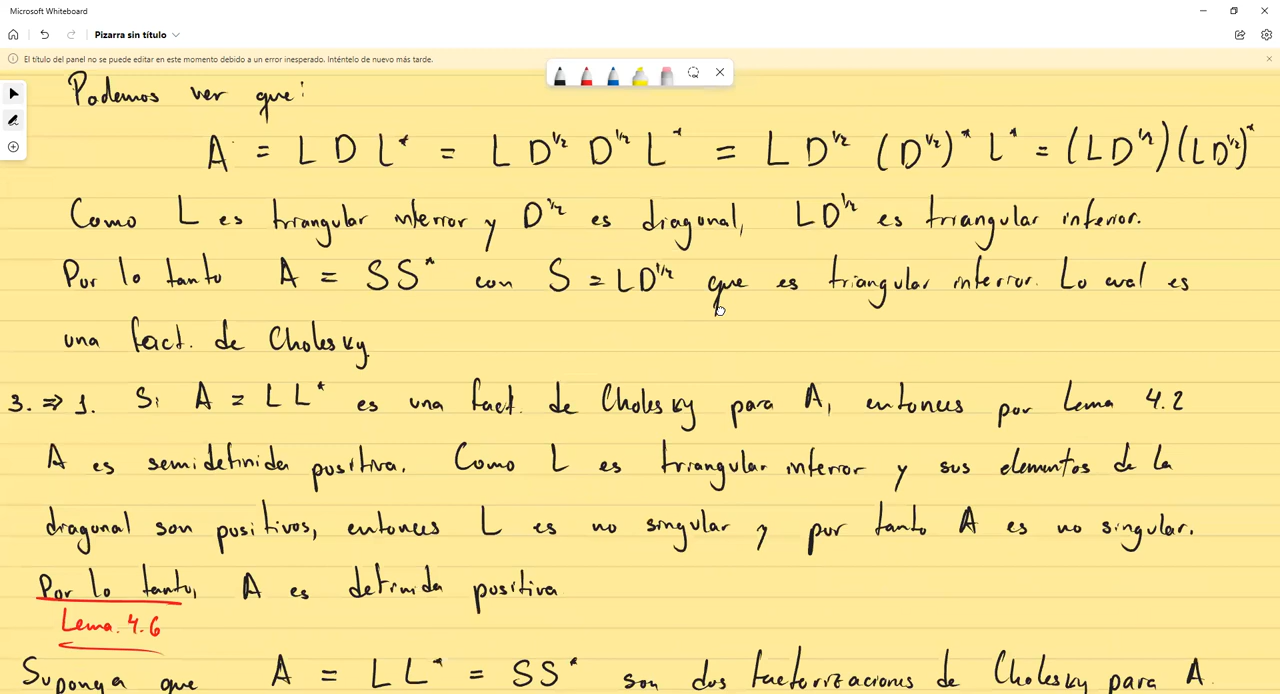 Microsoft Whiteboard
Pizarra sin título
El título del panel no se puede editar en este momento debido a un error inesperado. Inténtelo de nuevo más tarde.
Podemos ver que:
A = L D L* = L D^{1/2} D^{1/2} L* = L D^{1/2} (D^{1/2})* L* = (L D^{1/2})(L D^{1/2})*
Como L es triangular inferior y D^{1/2} es diagonal, LD^{1/2} es triangular inferior.
Por lo tanto A = SS* con S = LD^{1/2} que es triangular inferior. Lo cual es
una fact. de Cholesky
3. ⇒ 1. Si A = L L* es una fact. de Cholesky para A, entonces por Lema 4.2
A es semidefinida positiva. Como L es triangular inferior y sus elementos de la
diagonal son positivos, entonces L es no singular y por tanto A es no singular.
Por lo tanto, A es definida positiva
Lema. 4.6
Suponga que A = L L* = S S* son dos factorizaciones de Cholesky para A.